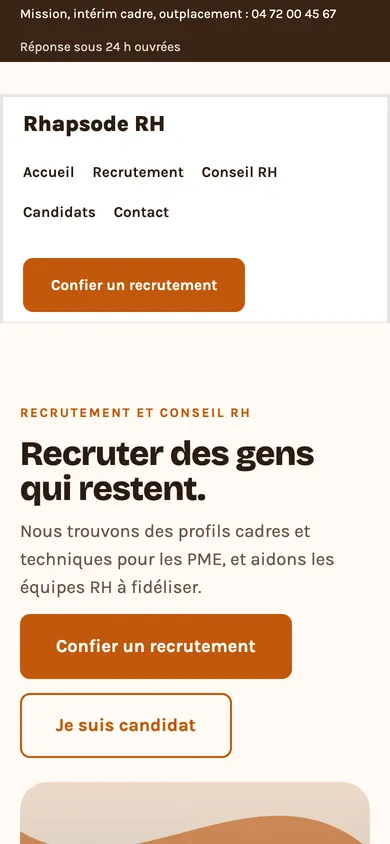 Mission, intérim cadre, outplacement : 04 72 00 45 67
Réponse sous 24 h ouvrées
Rhapsode RH
Accueil Recrutement Conseil RH
Candidats Contact
Confier un recrutement
RECRUTEMENT ET CONSEIL RH
Recruter des gens
qui restent.
Nous trouvons des profils cadres et
techniques pour les PME, et aidons les
équipes RH à fidéliser.
Confier un recrutement
Je suis candidat